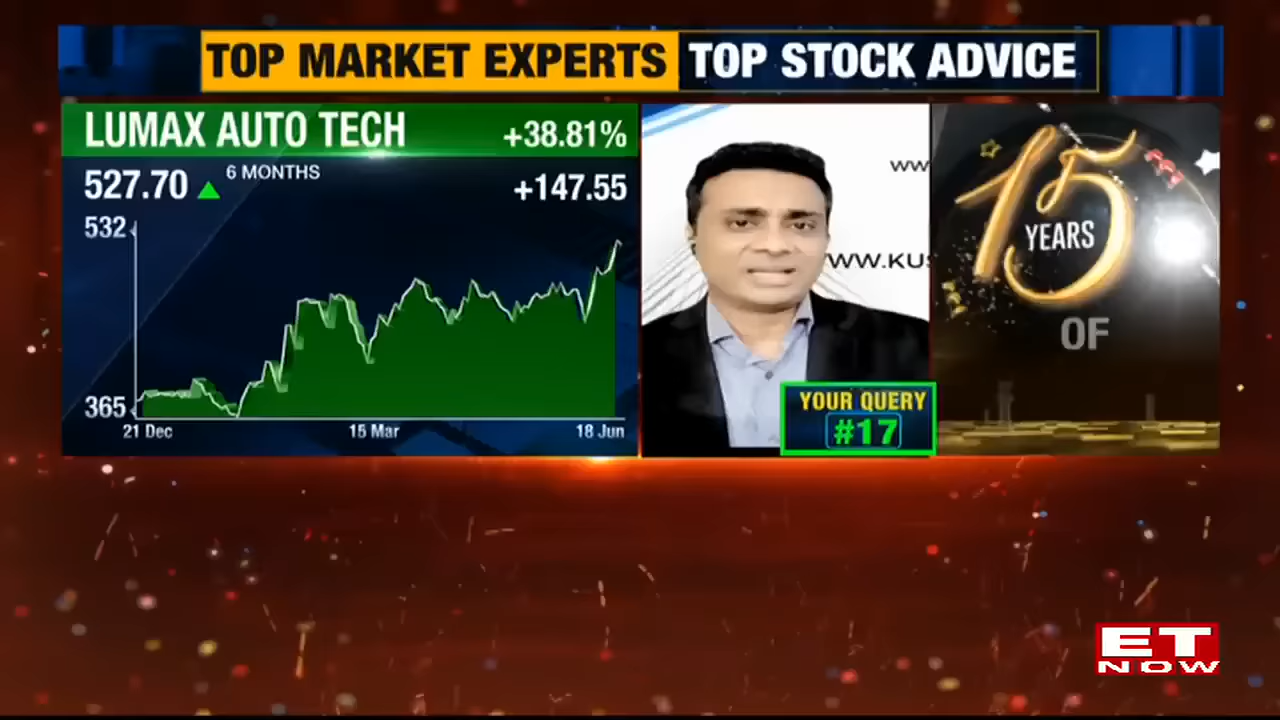 TOP MARKET EXPERTS TOP STOCK ADVICE
LUMAX AUTO TECH +38.81%
527.70 6 MONTHS +147.55
532
365
21 Dec 15 Mar 18 Jun
WW
WWW.KUS
YOUR QUERY
#17
15
YEARS
OF
ET
NOW